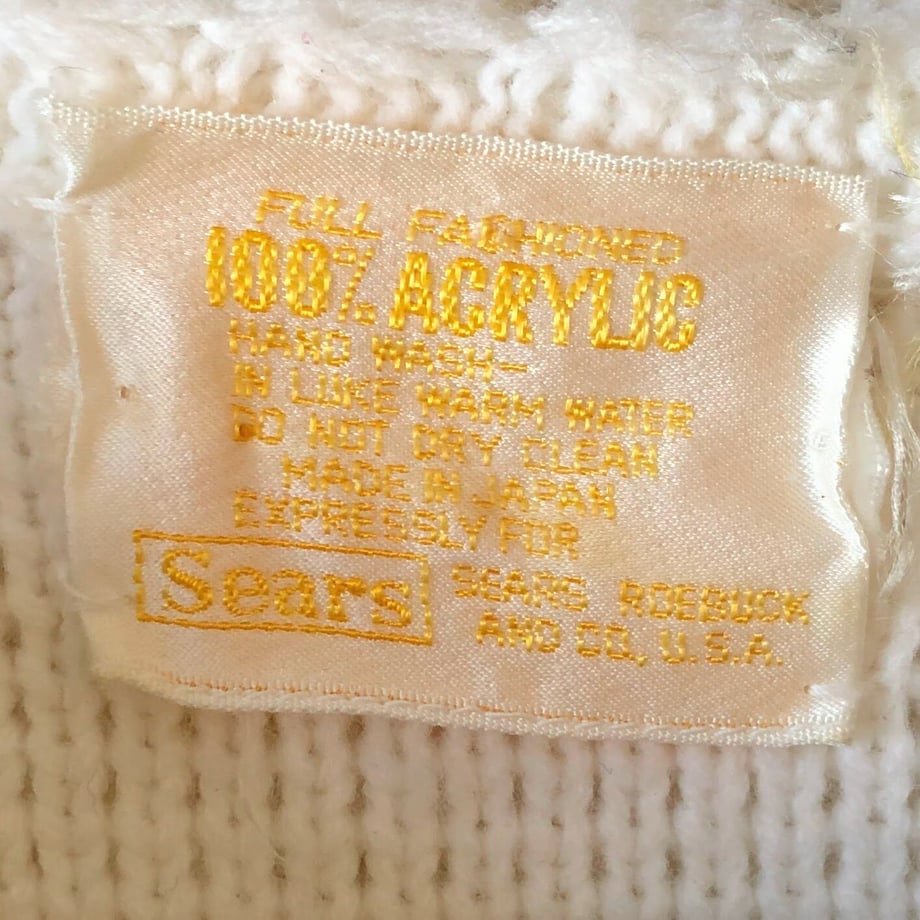 FULL FASHIONED
100% ACRYLIC
HAND WASH-
IN LUKE WARM WATER
DO NOT DRY CLEAN
MADE IN JAPAN
EXPRESSLY FOR
Sears SEARS ROEBUCK
AND CO, U.S.A.